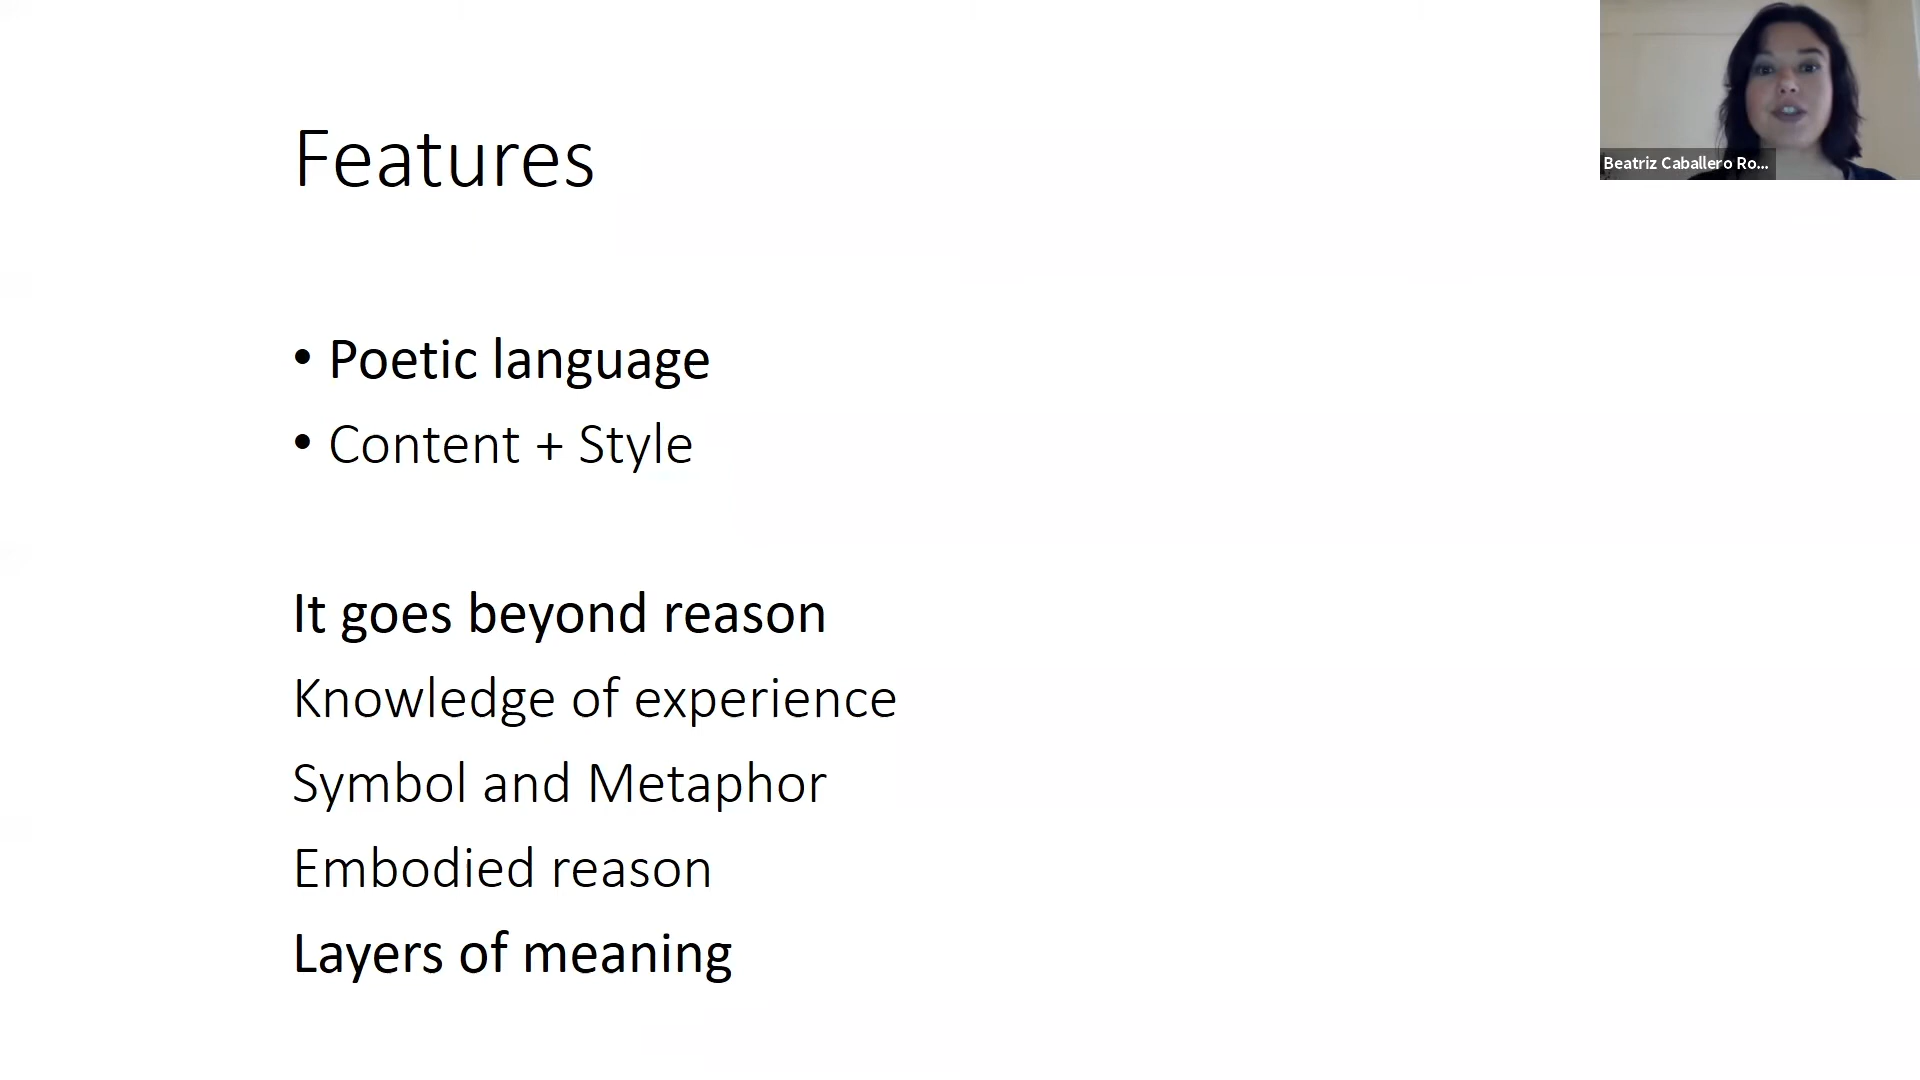 Features
• Poetic language
• Content + Style
It goes beyond reason
Knowledge of experience
Symbol and Metaphor
Embodied reason
Layers of meaning
Beatriz Caballero Ro...